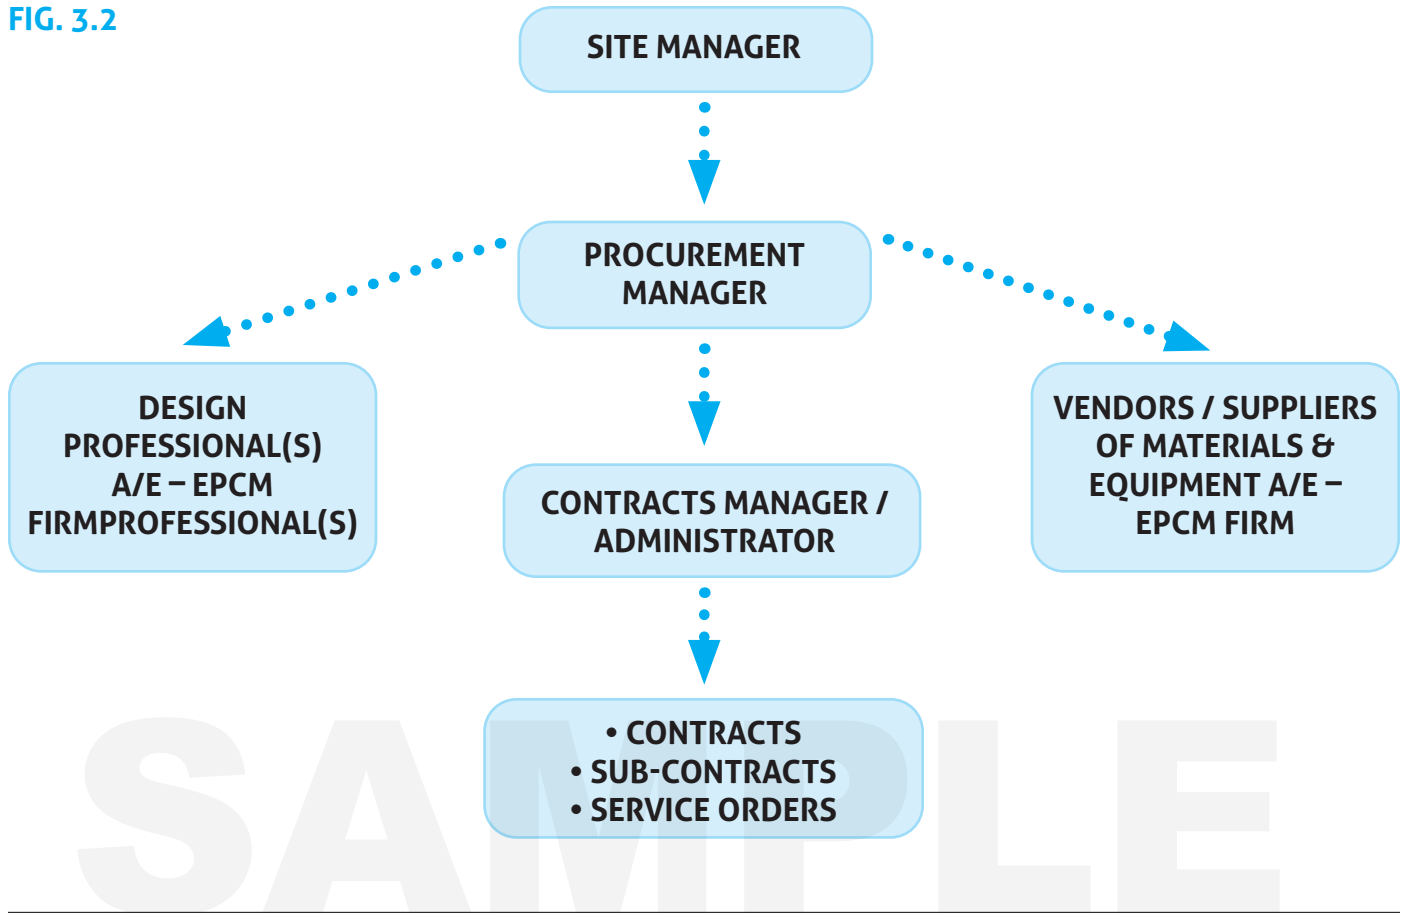 FIG. 3.2
SITE MANAGER
PROCUREMENT
MANAGER
DESIGN
PROFESSIONAL(S)
A/E – EPCM
FIRMPROFESSIONAL(S)
CONTRACTS MANAGER /
ADMINISTRATOR
VENDORS / SUPPLIERS
OF MATERIALS &
EQUIPMENT A/E –
EPCM FIRM
• CONTRACTS
• SUB-CONTRACTS
• SERVICE ORDERS
SAMPLE